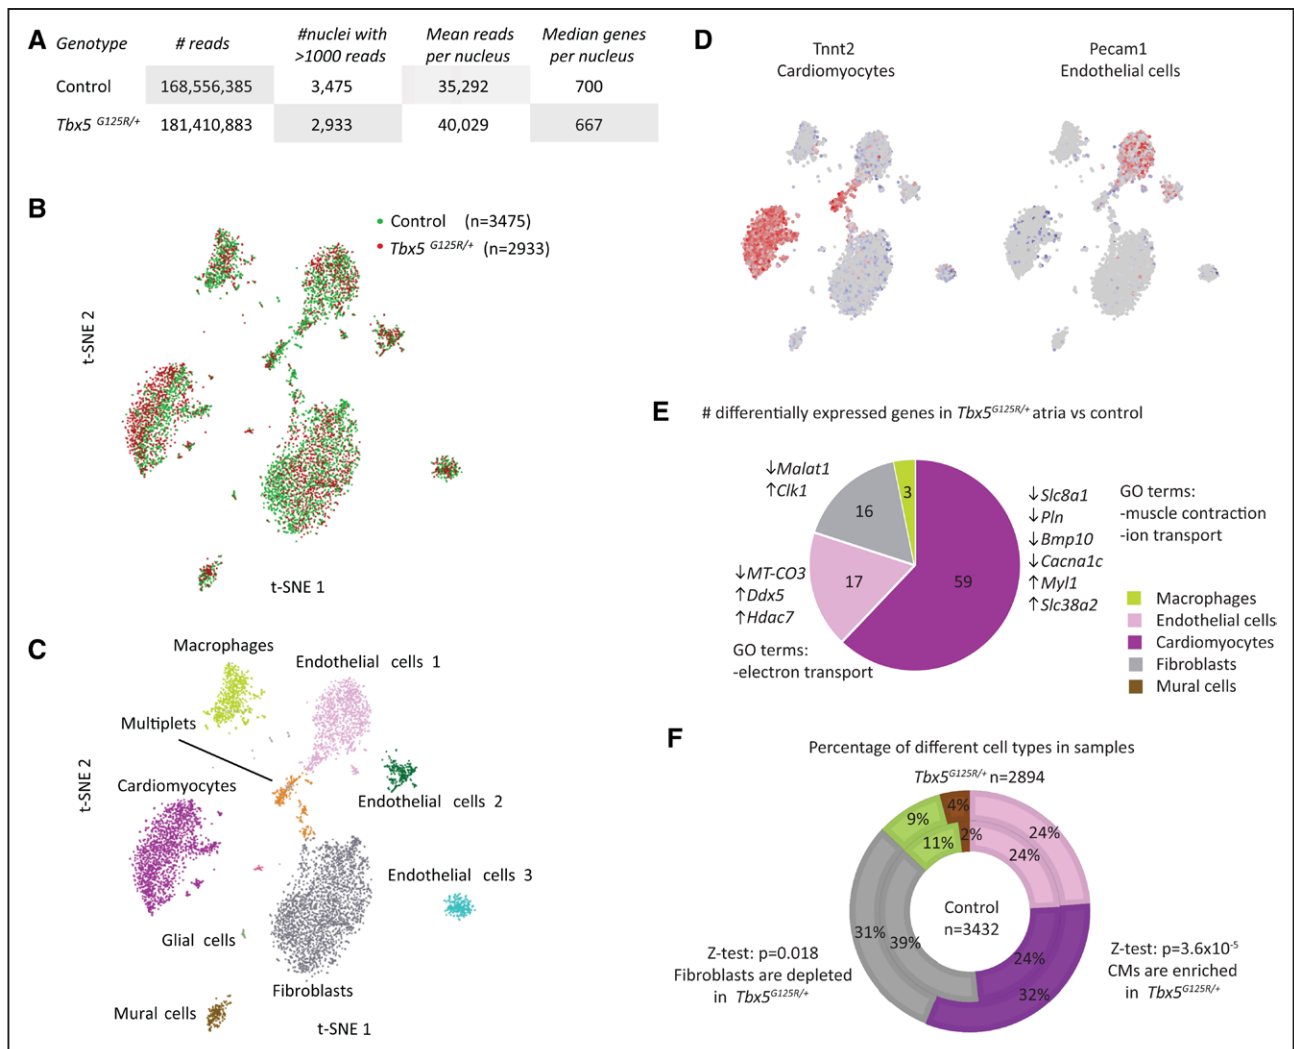 A
Genotype
# reads
#nuclei with
>1000 reads
Mean reads
per nucleus
Median genes
per nucleus
Control 168,556,385 3,475 35,292 700
Tbx5 G125R/+ 181,410,883 2,933 40,029 667
B
Control (n=3475)
Tbx5 G125R/+ (n=2933)
t-SNE 2
t-SNE 1
C
Macrophages
Endothelial cells 1
Multiplets
Cardiomyocytes
Endothelial cells 2
Endothelial cells 3
Glial cells
Fibroblasts
Mural cells
t-SNE 2
t-SNE 1
D
Tnnt2
Cardiomyocytes
Pecam1
Endothelial cells
E
# differentially expressed genes in Tbx5G125R/+ atria vs control
↓Malat1
↑Clk1
3
16
17
59
↓MT-CO3
↑Ddx5
↑Hdac7
GO terms:
-electron transport
↓Slc8a1
↓Pln
↓Bmp10
↓Cacna1c
↑Myl1
↑Slc38a2
GO terms:
-muscle contraction
-ion transport
Macrophages
Endothelial cells
Cardiomyocytes
Fibroblasts
Mural cells
F
Percentage of different cell types in samples
Tbx5G125R/+ n=2894
4%
9%
2%
11%
24%
24%
31%
39%
24%
32%
Control
n=3432
Z-test: p=0.018
Fibroblasts are depleted
in Tbx5G125R/+
Z-test: p=3.6x10-5
CMs are enriched
in Tbx5G125R/+